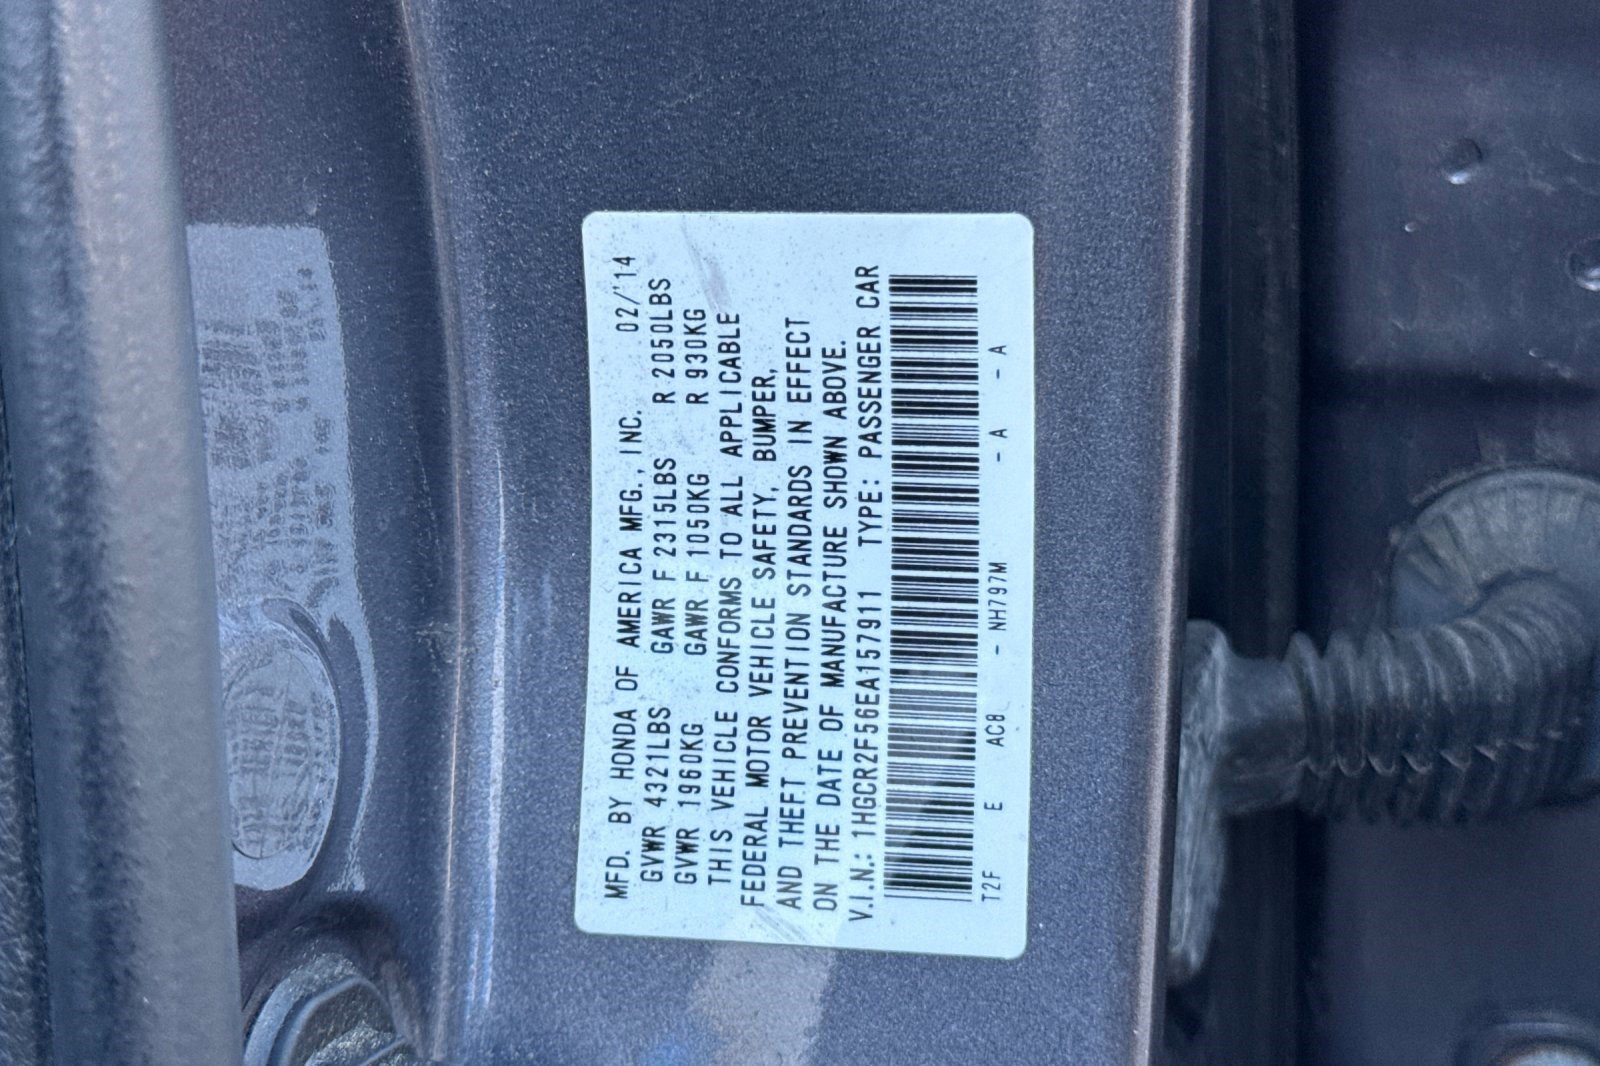 MFD. BY HONDA OF AMERICA MFG., INC. 02/'14
GVWR 4321LBS GAWR F 2315LBS R 2050LBS
GVWR 1960KG GAWR F 1050KG R 930KG
THIS VEHICLE CONFORMS TO ALL APPLICABLE
FEDERAL MOTOR VEHICLE SAFETY, BUMPER,
AND THEFT PREVENTION STANDARDS IN EFFECT
ON THE DATE OF MANUFACTURE SHOWN ABOVE.
V.I.N.: 1HGCR2F56EA157911 TYPE: PASSENGER CAR
T2F E AC8 - NH797M - A - A